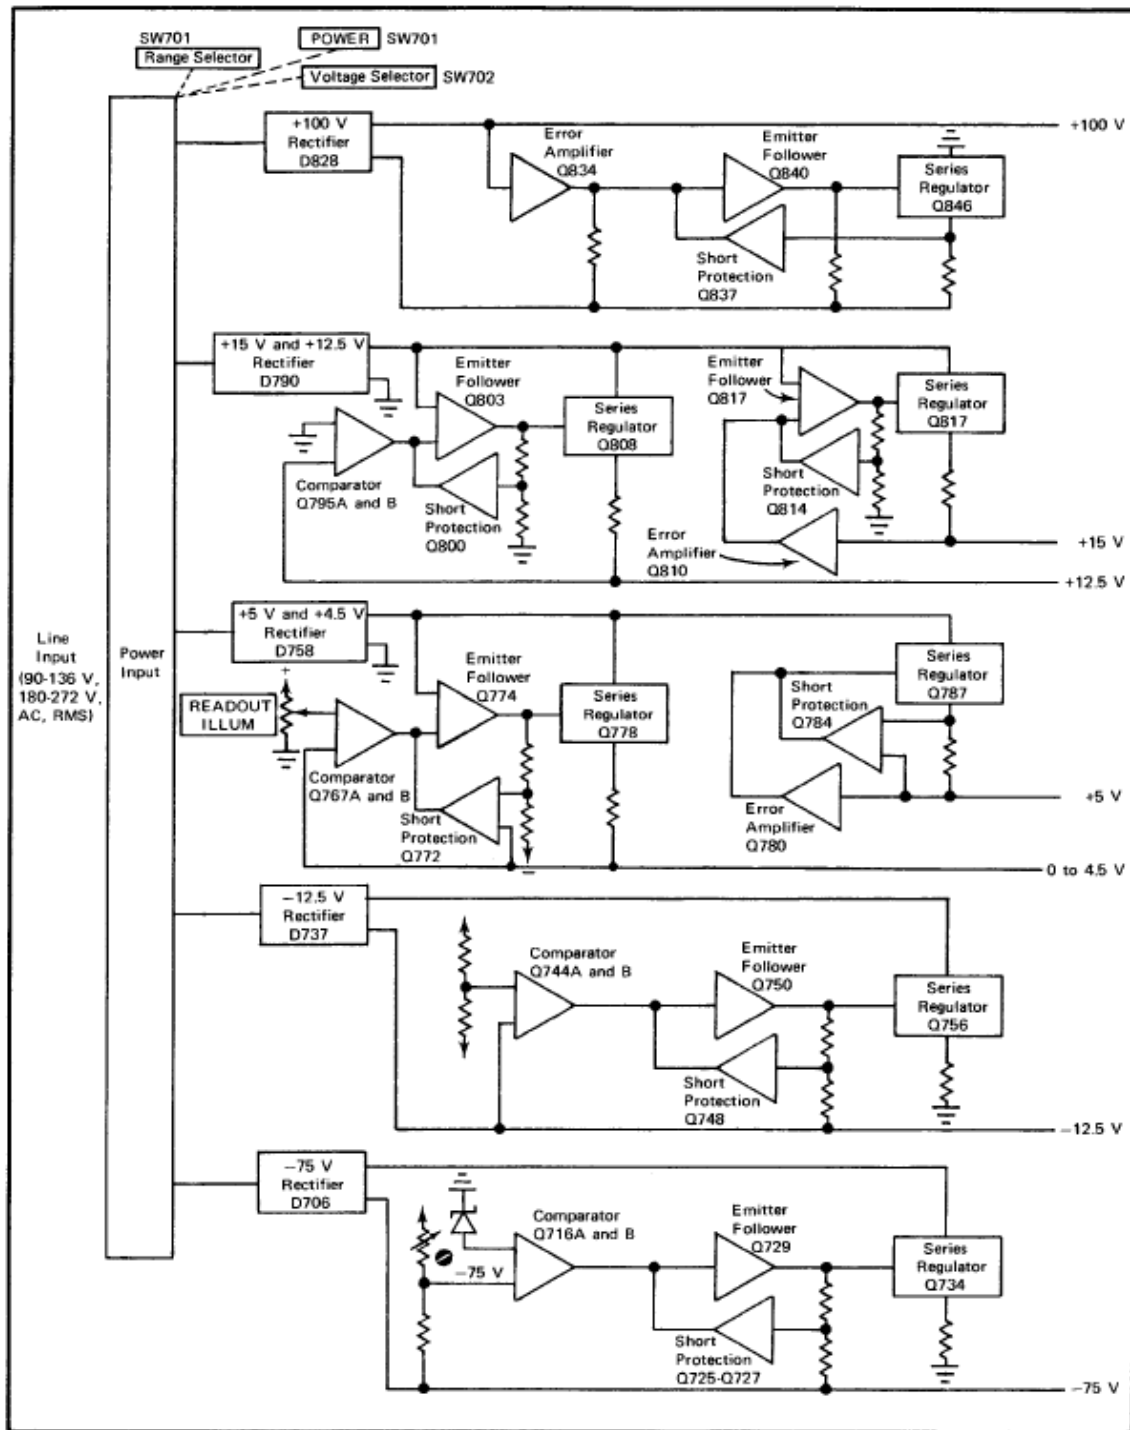 SW701
Range Selector
POWER SW701
Voltage Selector SW702
+100 V
Rectifier
D828
Error
Amplifier
Q834
Emitter
Follower
Q840
Series
Regulator
Q846
Short
Protection
Q837
+100 V
+15 V and +12.5 V
Rectifier
D790
Emitter
Follower
Q803
Series
Regulator
Q808
Comparator
Q795A and B
Short
Protection
Q800
Emitter
Follower
Q817
Series
Regulator
Q817
Short
Protection
Q814
Error
Amplifier
Q810
+15 V
+12.5 V
Line
Input
(90-136 V,
180-272 V,
AC, RMS)
Power
Input
+5 V and +4.5 V
Rectifier
D758
+
READOUT
ILLUM
Emitter
Follower
Q774
Series
Regulator
Q778
Comparator
Q767A and B
Short
Protection
Q772
Series
Regulator
Q787
Short
Protection
Q784
Error
Amplifier
Q780
+5 V
0 to 4.5 V
−12.5 V
Rectifier
D737
Comparator
Q744A and B
Emitter
Follower
Q750
Series
Regulator
Q756
Short
Protection
Q748
−12.5 V
−75 V
Rectifier
D706
−75 V
Comparator
Q716A and B
Emitter
Follower
Q729
Series
Regulator
Q734
Short
Protection
Q725-Q727
−75 V